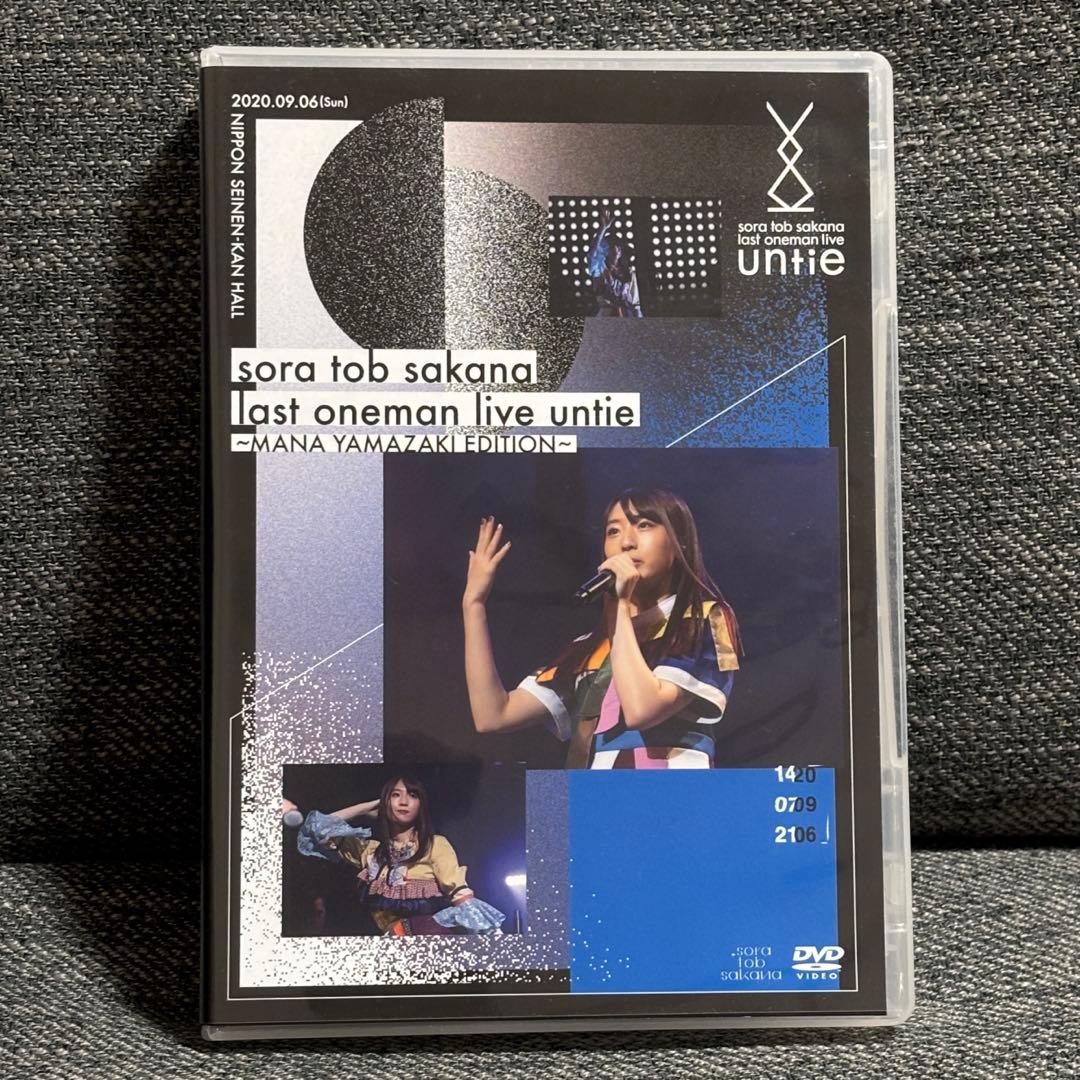 2020.09.06(Sun)
NIPPON SEINEN-KAN HALL
sora tob sakana
last oneman live
untie
sora tob sakana
last oneman live untie
~MANA YAMAZAKI EDITION~
1420
0709
2106
sora
tob
sakana
DVD
VIDEO